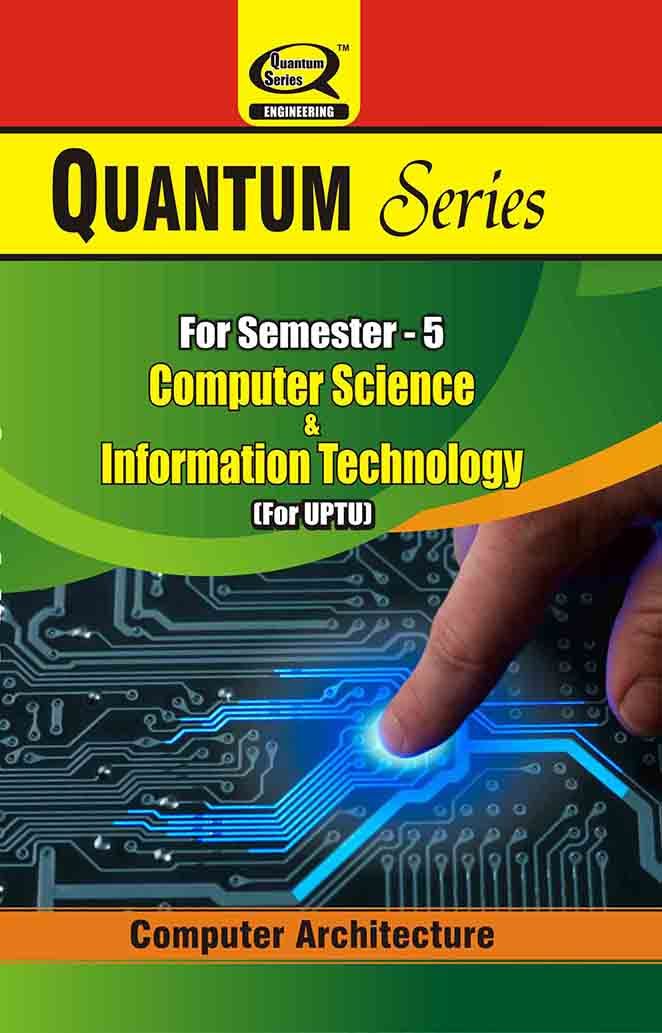 Quantum
Series
TM
ENGINEERING
QUANTUM Series
For Semester - 5
Computer Science
&
Information Technology
(For UPTU)
Computer Architecture